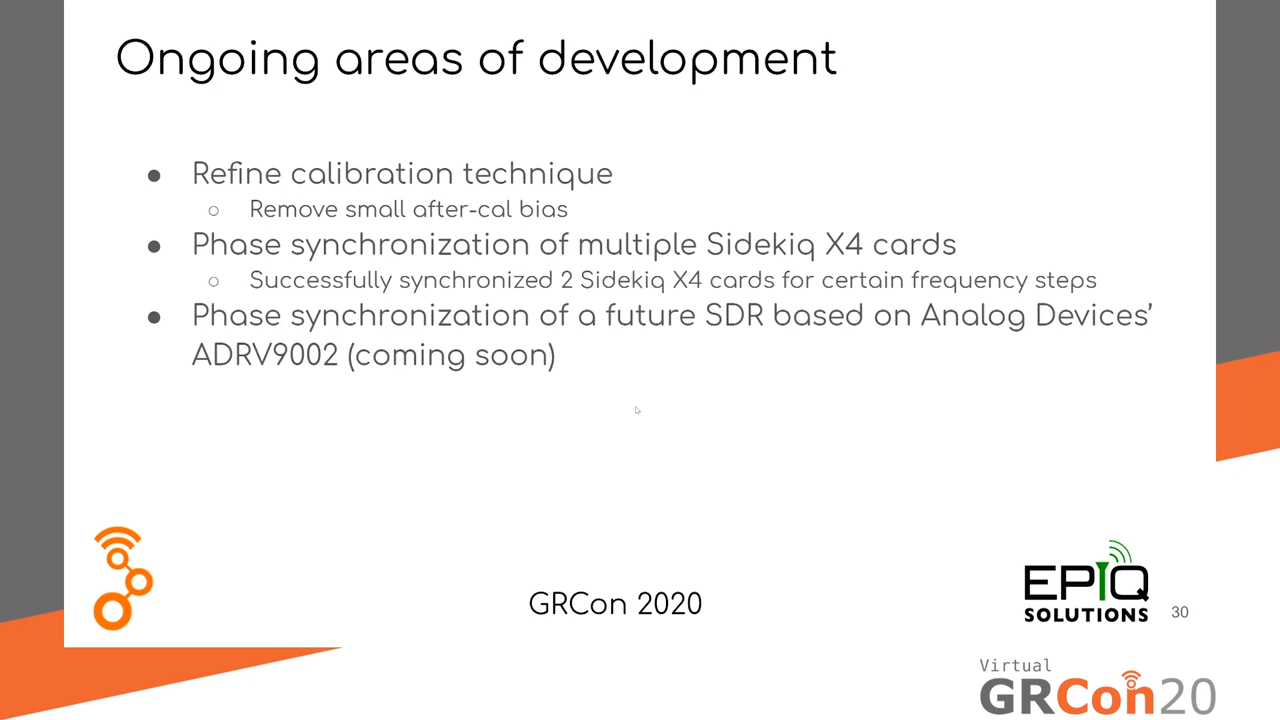 Ongoing areas of development
● Refine calibration technique
○ Remove small after-cal bias
● Phase synchronization of multiple Sidekiq X4 cards
○ Successfully synchronized 2 Sidekiq X4 cards for certain frequency steps
● Phase synchronization of a future SDR based on Analog Devices’
ADRV9002 (coming soon)
GRCon 2020
EPIQ
SOLUTIONS
30
Virtual
GRCon20